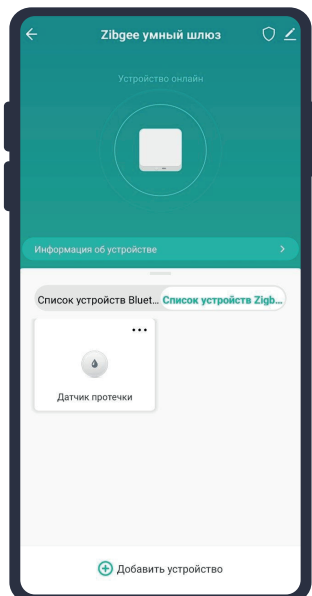 Zibgee умный шлюз
Устройство онлайн
Информация об устройстве
Список устройств Bluet... Список устройств Zigb...
Датчик протечки
Добавить устройство